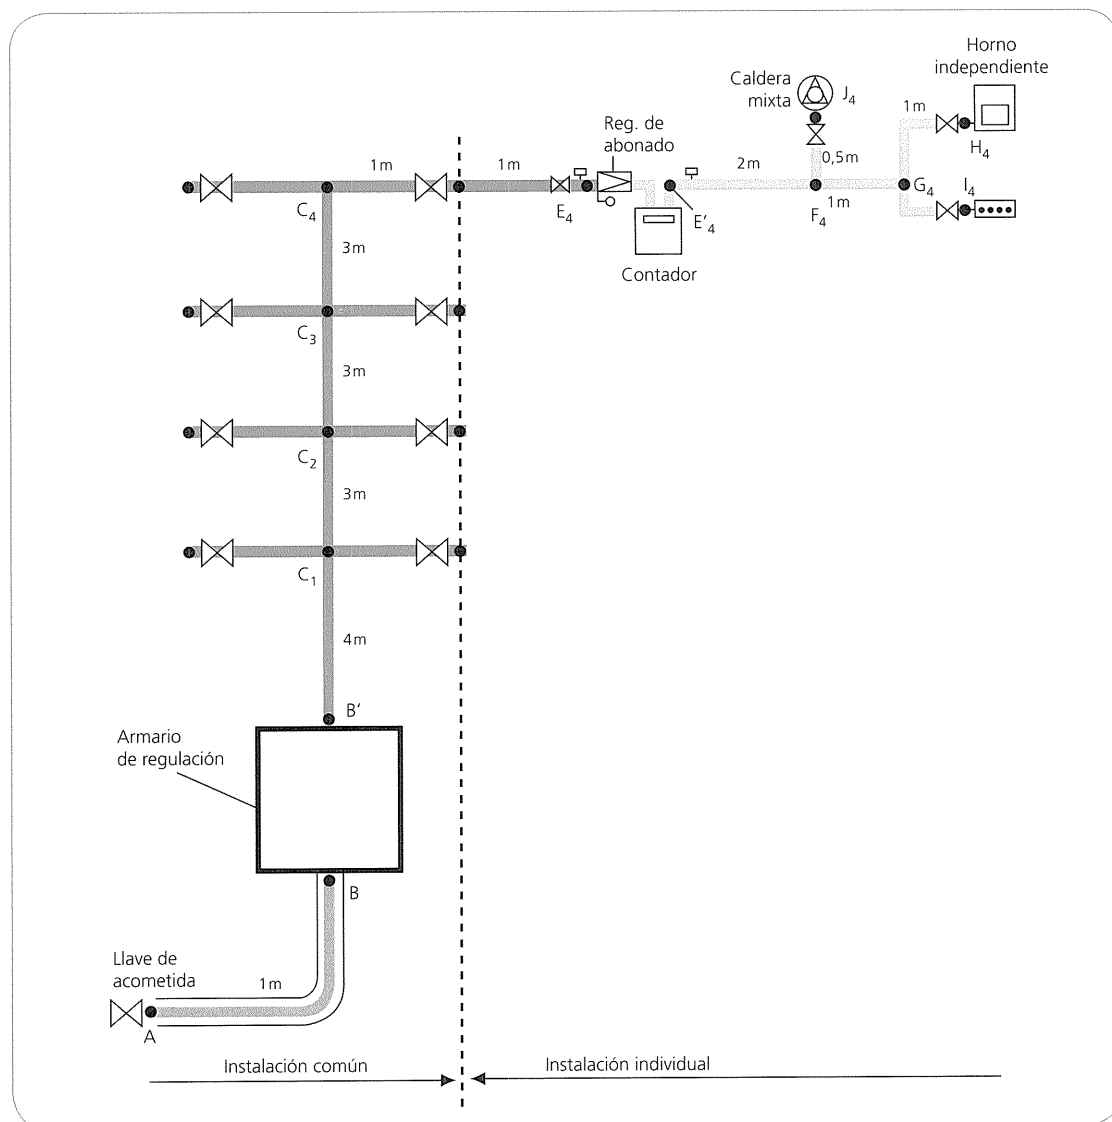 Horno
independiente
Caldera
mixta
J4
1m
Reg. de
abonado
H4
1m
1m
2m
0,5m
I4
C4
E4
E'4
F4
1m
G4
3m
Contador
C3
3m
C2
3m
C1
4m
B'
Armario
de regulación
B
Llave de
acometida
1m
A
Instalación común
Instalación individual